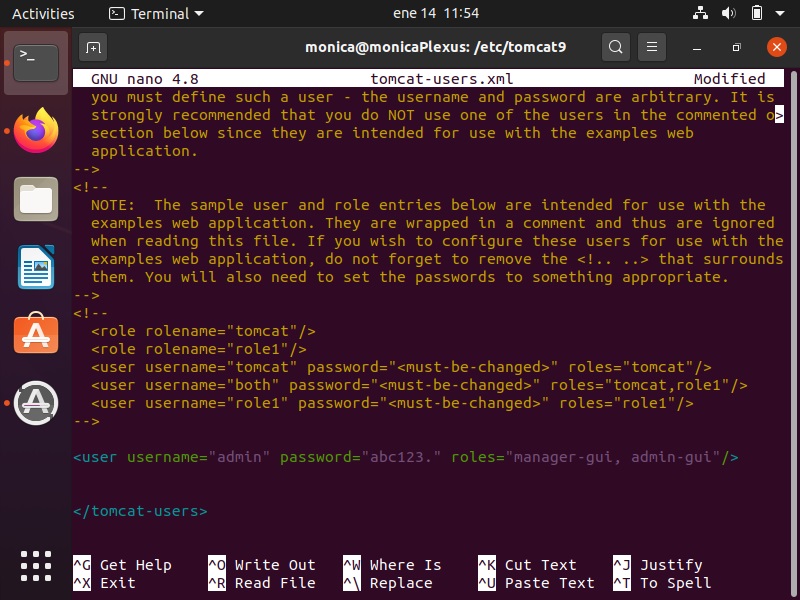 Activities Terminal ene 14 11:54
monica@monicaPlexus: /etc/tomcat9
GNU nano 4.8 tomcat-users.xml Modified
you must define such a user - the username and password are arbitrary. It is
strongly recommended that you do NOT use one of the users in the commented o>
section below since they are intended for use with the examples web
application.
-->
<!--
NOTE:  The sample user and role entries below are intended for use with the
examples web application. They are wrapped in a comment and thus are ignored
when reading this file. If you wish to configure these users for use with the
examples web application, do not forget to remove the <!.. ..> that surrounds
them. You will also need to set the passwords to something appropriate.
-->
<!--
<role rolename="tomcat"/>
<role rolename="role1"/>
<user username="tomcat" password="<must-be-changed>" roles="tomcat"/>
<user username="both" password="<must-be-changed>" roles="tomcat,role1"/>
<user username="role1" password="<must-be-changed>" roles="role1"/>
-->
<user username="admin" password="abc123." roles="manager-gui, admin-gui"/>
</tomcat-users>
^G Get Help ^O Write Out ^W Where Is ^K Cut Text ^J Justify
^X Exit ^R Read File ^\ Replace ^U Paste Text ^T To Spell